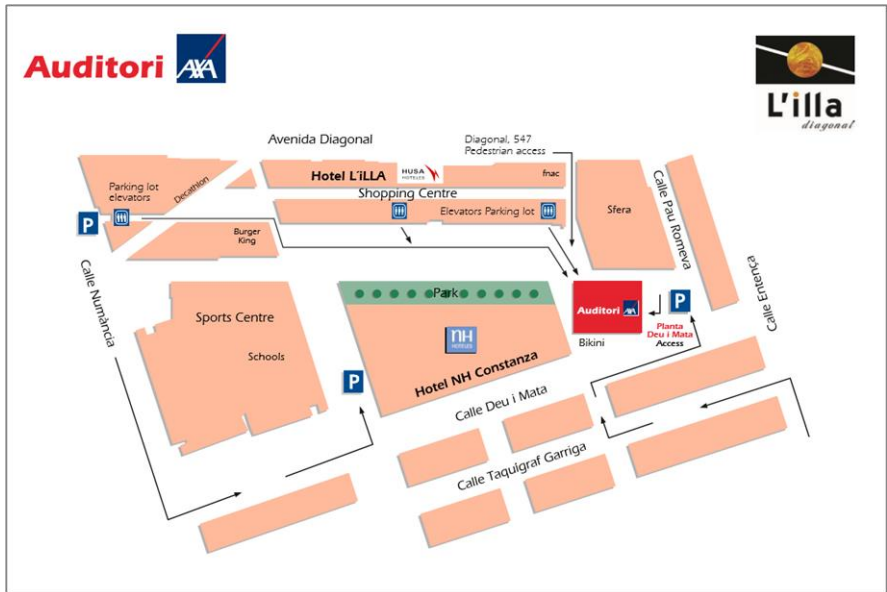 Auditori AXA
L'illa
diagonal
Avenida Diagonal
Diagonal, 547
Pedestrian access
Parking lot
elevators
Decathlon
Hotel L'iLLA
HUSA
HOTELES
fnac
Shopping Centre
Elevators Parking lot
Sfera
Calle Pau Romeva
P
Burger
King
Calle Numància
Calle Entença
Park
Sports Centre
Schools
nH
HOTELES
Hotel NH Constanza
P
Auditori AXA
Bikini
P
Planta
Deu i Mata
Access
Calle Deu i Mata
Calle Taquígraf Garriga